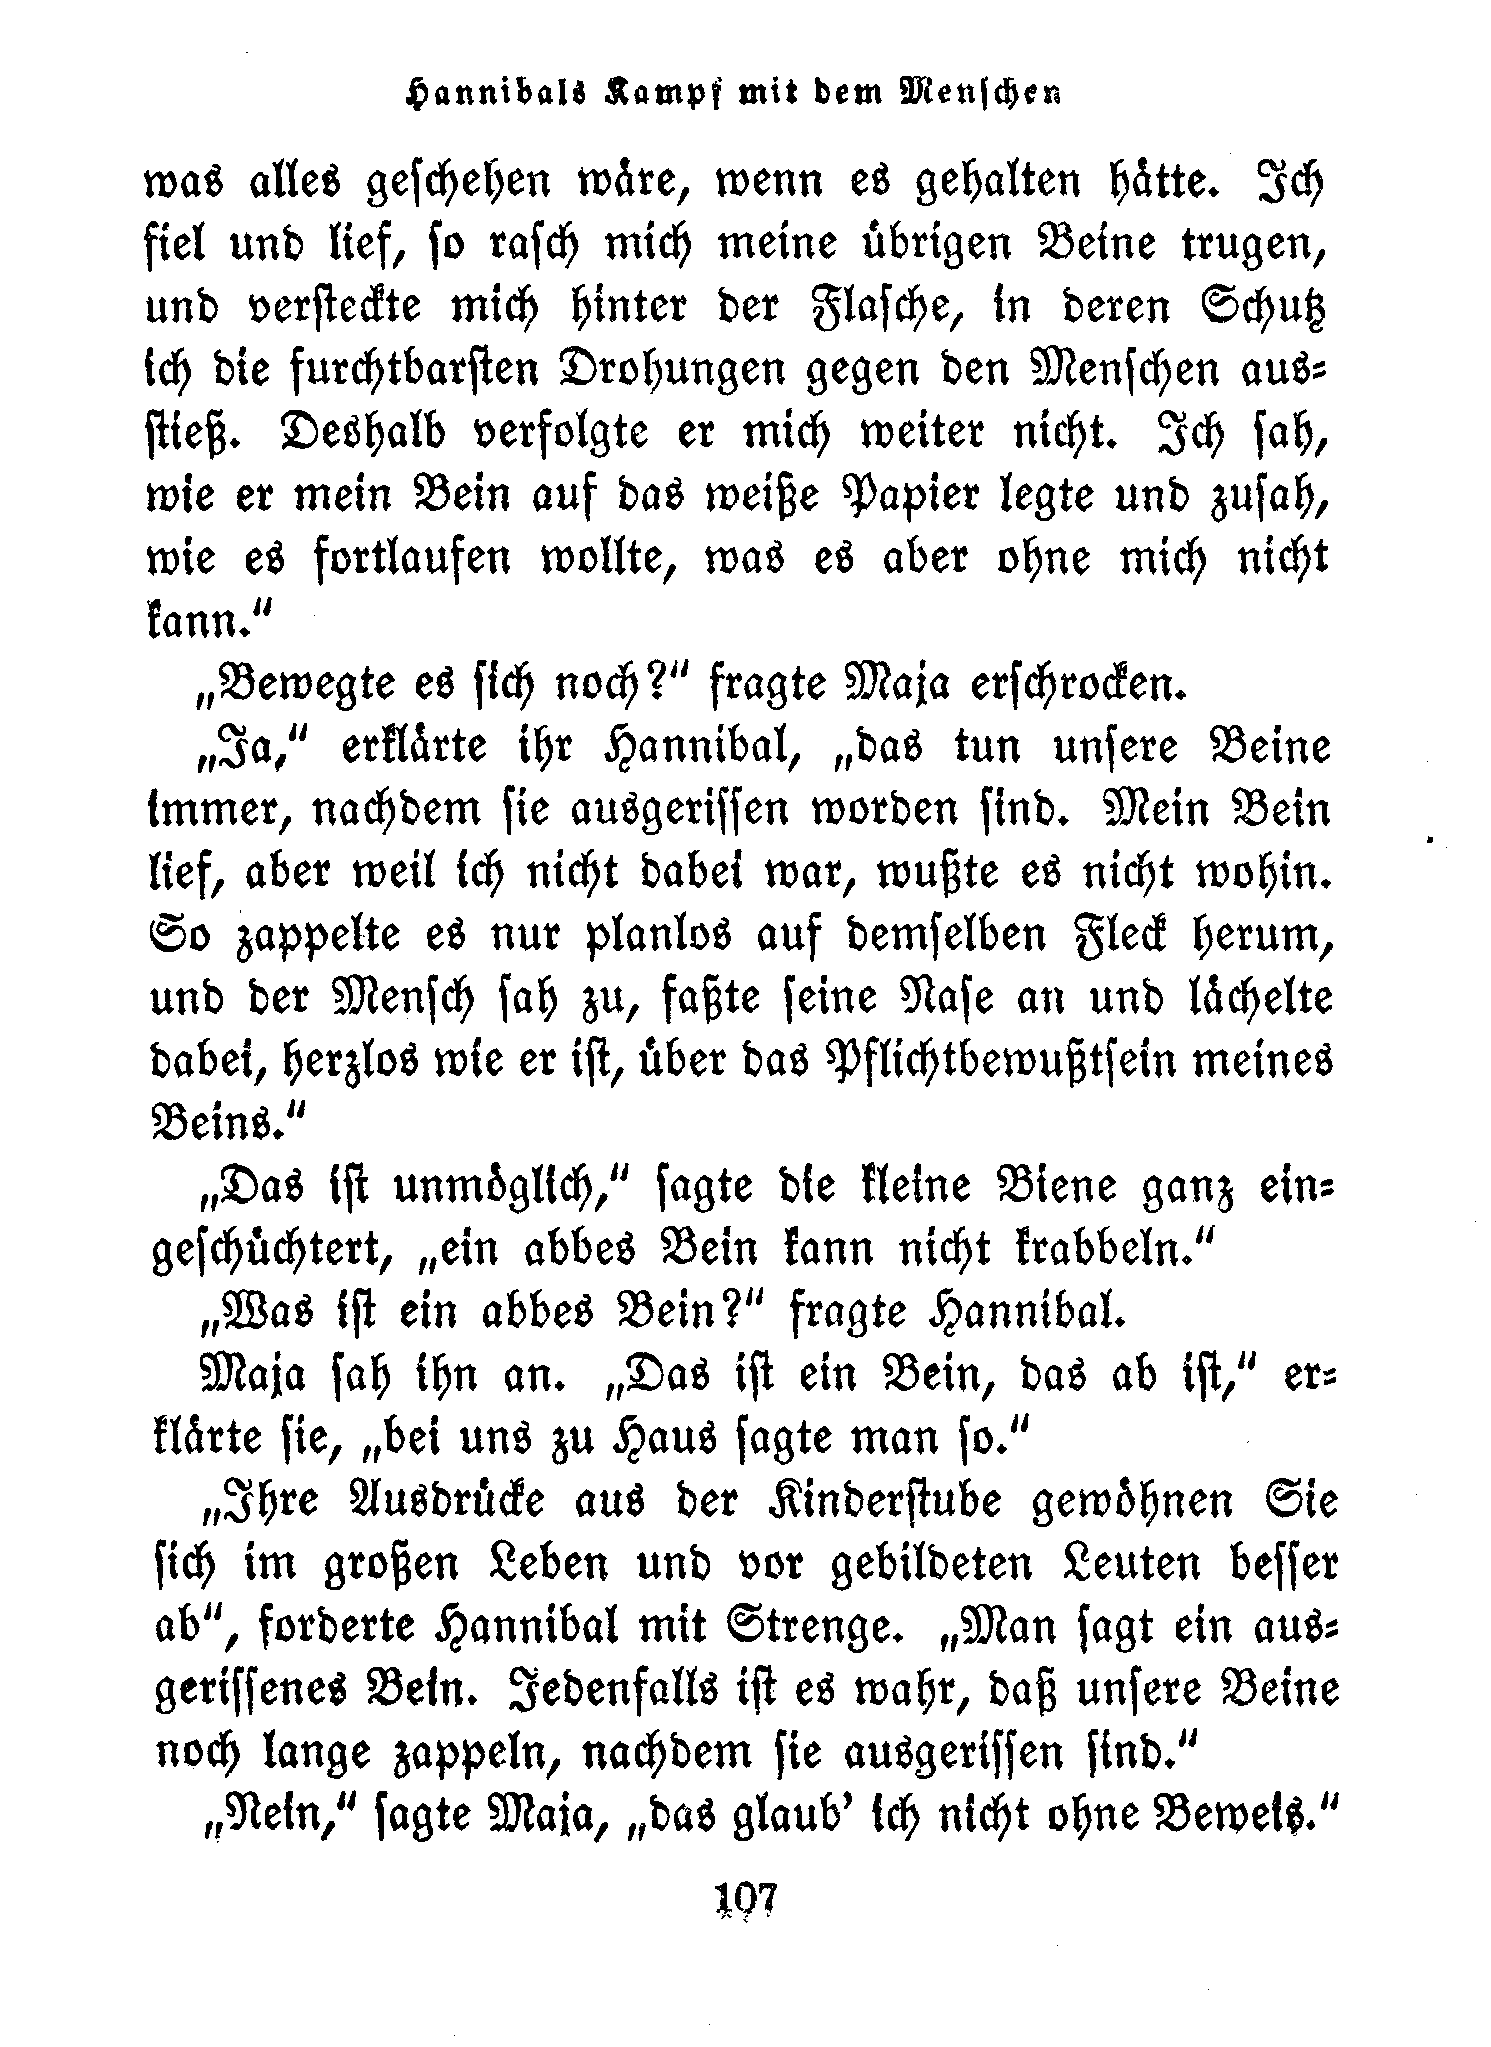 Hannibals Kampf mit dem Menschen
was alles geschehen wäre, wenn es gehalten hätte. Ich
fiel und lief, so rasch mich meine übrigen Beine trugen,
und versteckte mich hinter der Flasche, in deren Schutz
ich die furchtbarsten Drohungen gegen den Menschen aus-
stieß. Deshalb verfolgte er mich weiter nicht. Ich sah,
wie er mein Bein auf das weiße Papier legte und zusah,
wie es fortlaufen wollte, was es aber ohne mich nicht
kann.“
„Bewegte es sich noch?“ fragte Maja erschrocken.
„Ja,“ erklärte ihr Hannibal, „das tun unsere Beine
immer, nachdem sie ausgerissen worden sind. Mein Bein
lief, aber weil ich nicht dabei war, wußte es nicht wohin.
So zappelte es nur planlos auf demselben Fleck herum,
und der Mensch sah zu, faßte seine Nase an und lächelte
dabei, herzlos wie er ist, über das Pflichtbewußtsein meines
Beins.“
„Das ist unmöglich,“ sagte die kleine Biene ganz ein-
geschüchtert, „ein abbes Bein kann nicht krabbeln.“
„Was ist ein abbes Bein?“ fragte Hannibal.
Maja sah ihn an. „Das ist ein Bein, das ab ist,“ er-
klärte sie, „bei uns zu Haus sagte man so.“
„Ihre Ausdrücke aus der Kinderstube gewöhnen Sie
sich im großen Leben und vor gebildeten Leuten besser
ab“, forderte Hannibal mit Strenge. „Man sagt ein aus-
gerissenes Bein. Jedenfalls ist es wahr, daß unsere Beine
noch lange zappeln, nachdem sie ausgerissen sind.“
„Nein,“ sagte Maja, „das glaub’ ich nicht ohne Beweis.“
107